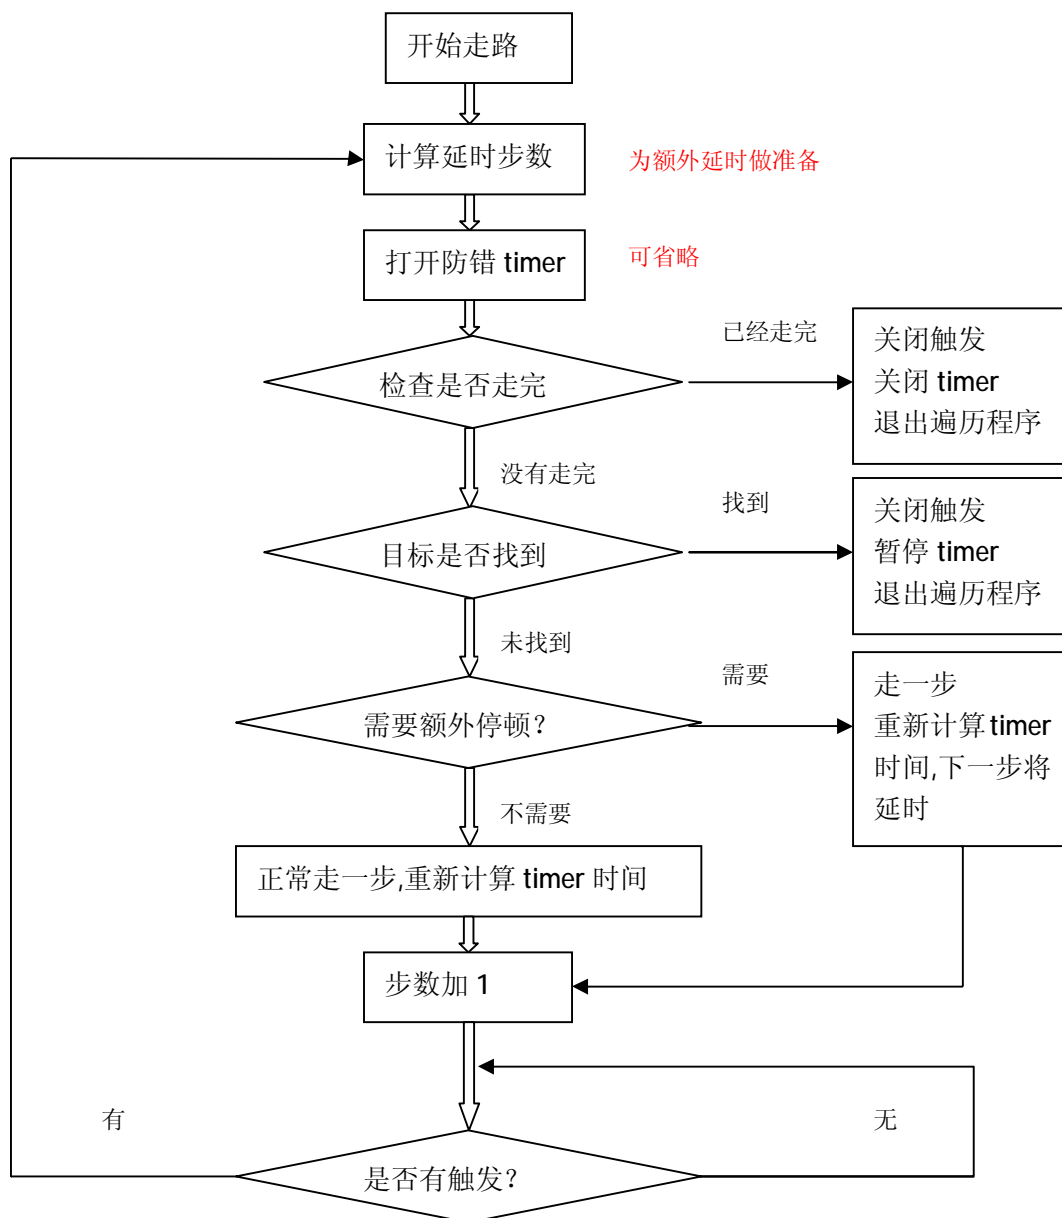 开始走路
计算延时步数
为额外延时做准备
打开防错 timer
可省略
已经走完
关闭触发
关闭 timer
退出遍历程序
检查是否走完
没有走完
找到
关闭触发
暂停 timer
退出遍历程序
目标是否找到
未找到
需要
走一步
重新计算 timer
时间,下一步将
延时
需要额外停顿？
不需要
正常走一步,重新计算 timer 时间
步数加 1
有
无
是否有触发？